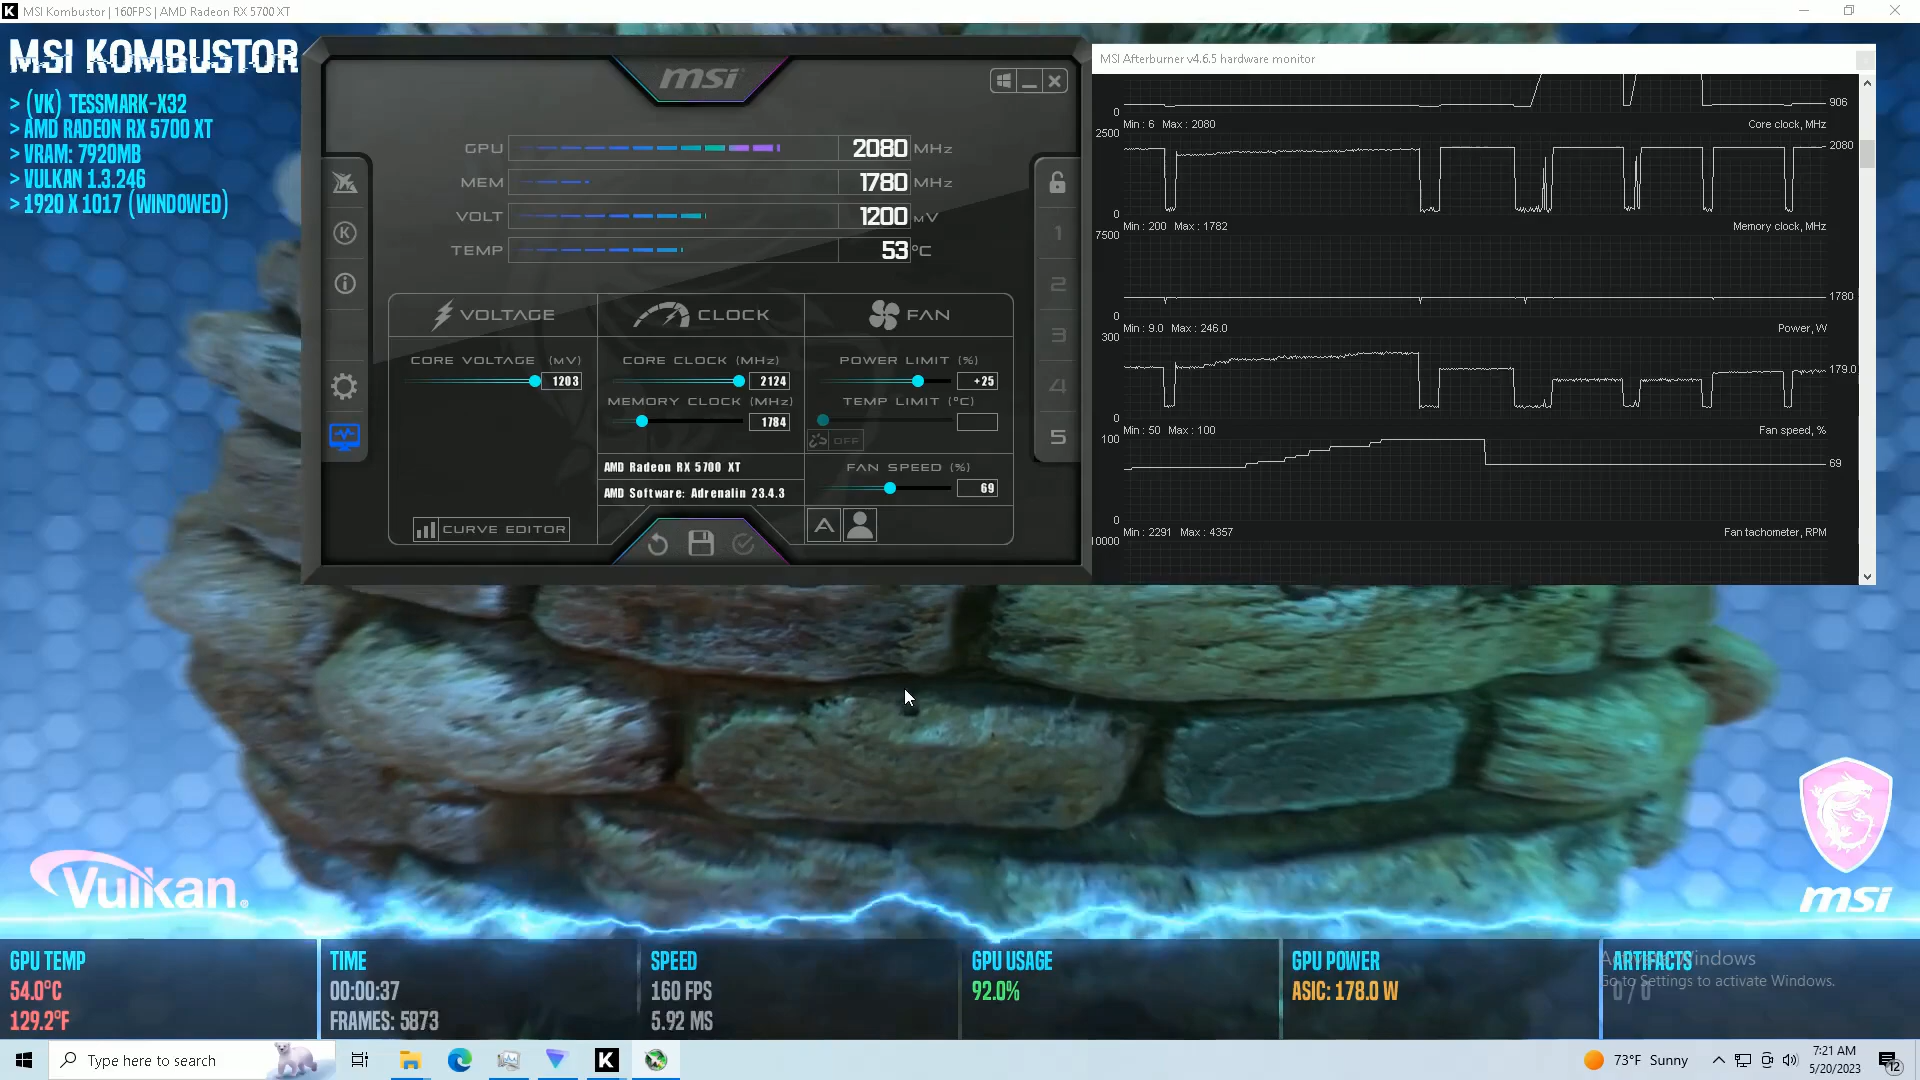 MSI Kombustor | 160FPS | AMD Radeon RX 5700 XT
MSI KOMBUSTOR
> (VK) TESSMARK-X32
> AMD RADEON RX 5700 XT
> VRAM: 7920MB
> VULKAN 1.3.246
> 1920 X 1017 (WINDOWED)
msi
GPU 2080 MHz
MEM 1780 MHz
VOLT 1200 MV
TEMP 53 °C
K
1
2
3
4
5
VOLTAGE
CORE VOLTAGE (MV)
1203
CURVE EDITOR
CLOCK
CORE CLOCK (MHz)
2124
MEMORY CLOCK (MHz)
1784
AMD Radeon RX 5700 XT
AMD Software: Adrenalin 23.4.3
FAN
POWER LIMIT (%)
+25
TEMP LIMIT (°C)
OFF
FAN SPEED (%)
69
A
MSI Afterburner v4.6.5 hardware monitor
906
0
Min : 6 Max : 2080 Core clock, MHz
2500
2080
0
Min : 200 Max : 1782 Memory clock, MHz
7500
1780
0
Min : 9.0 Max : 246.0 Power, W
300
179.0
0
Min : 50 Max : 100 Fan speed, %
100
69
0
Min : 2291 Max : 4357 Fan tachometer, RPM
10000
Vulkan.
msi
GPU TEMP
54.0°C
129.2°F
TIME
00:00:37
FRAMES: 5873
SPEED
160 FPS
5.92 MS
GPU USAGE
92.0%
GPU POWER
ASIC: 178.0 W
ARTIFACTS
0 / 0
Activate Windows
Go to Settings to activate Windows.
Type here to search
K
73°F Sunny
7:21 AM
5/20/2023
12